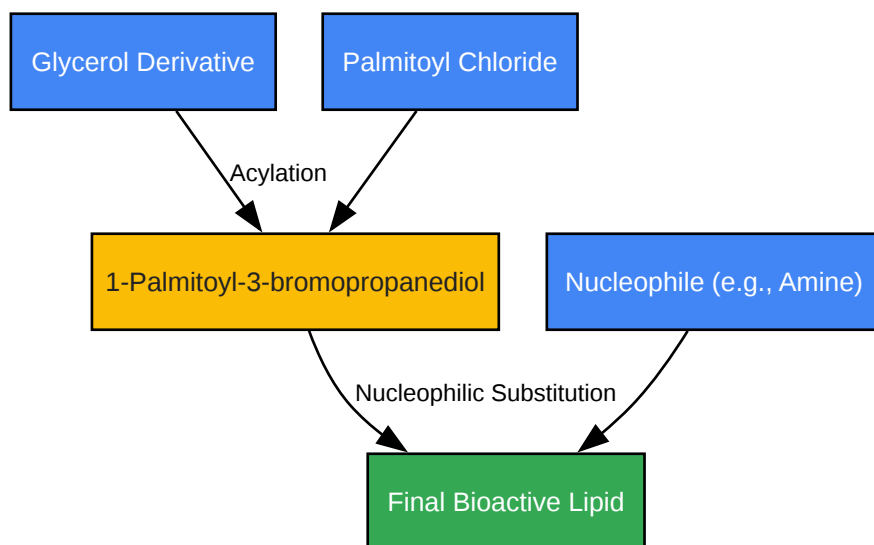 Glycerol Derivative
Palmitoyl Chloride
Acylation
1-Palmitoyl-3-bromopropanediol
Nucleophile (e.g., Amine)
Nucleophilic Substitution
Final Bioactive Lipid